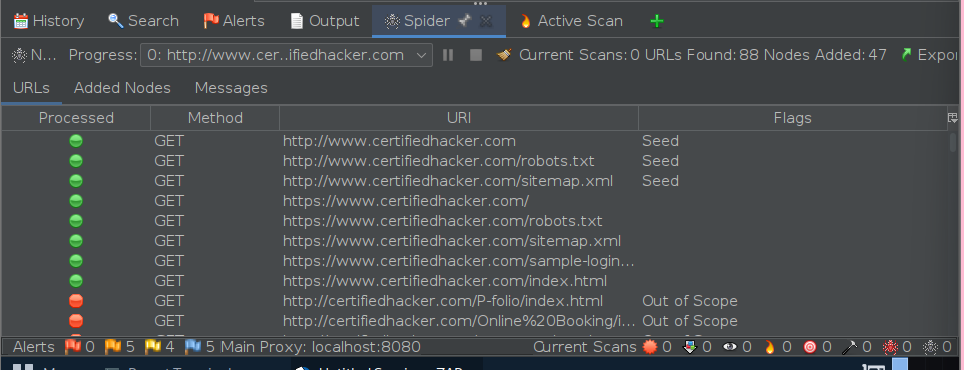 History Search Alerts Output Spider Active Scan
N... Progress: 0: http://www.cer..ifiedhacker.com Current Scans: 0 URLs Found: 88 Nodes Added: 47 Expor
URLs Added Nodes Messages
Processed Method URI Flags
GET http://www.certifiedhacker.com Seed
GET http://www.certifiedhacker.com/robots.txt Seed
GET http://www.certifiedhacker.com/sitemap.xml Seed
GET https://www.certifiedhacker.com/
GET https://www.certifiedhacker.com/robots.txt
GET https://www.certifiedhacker.com/sitemap.xml
GET https://www.certifiedhacker.com/sample-login...
GET https://www.certifiedhacker.com/index.html
GET http://certifiedhacker.com/P-folio/index.html Out of Scope
GET http://certifiedhacker.com/Online%20Booking/i... Out of Scope
Alerts 0 5 4 5 Main Proxy: localhost:8080 Current Scans 0 0 0 0 0 0 0 0